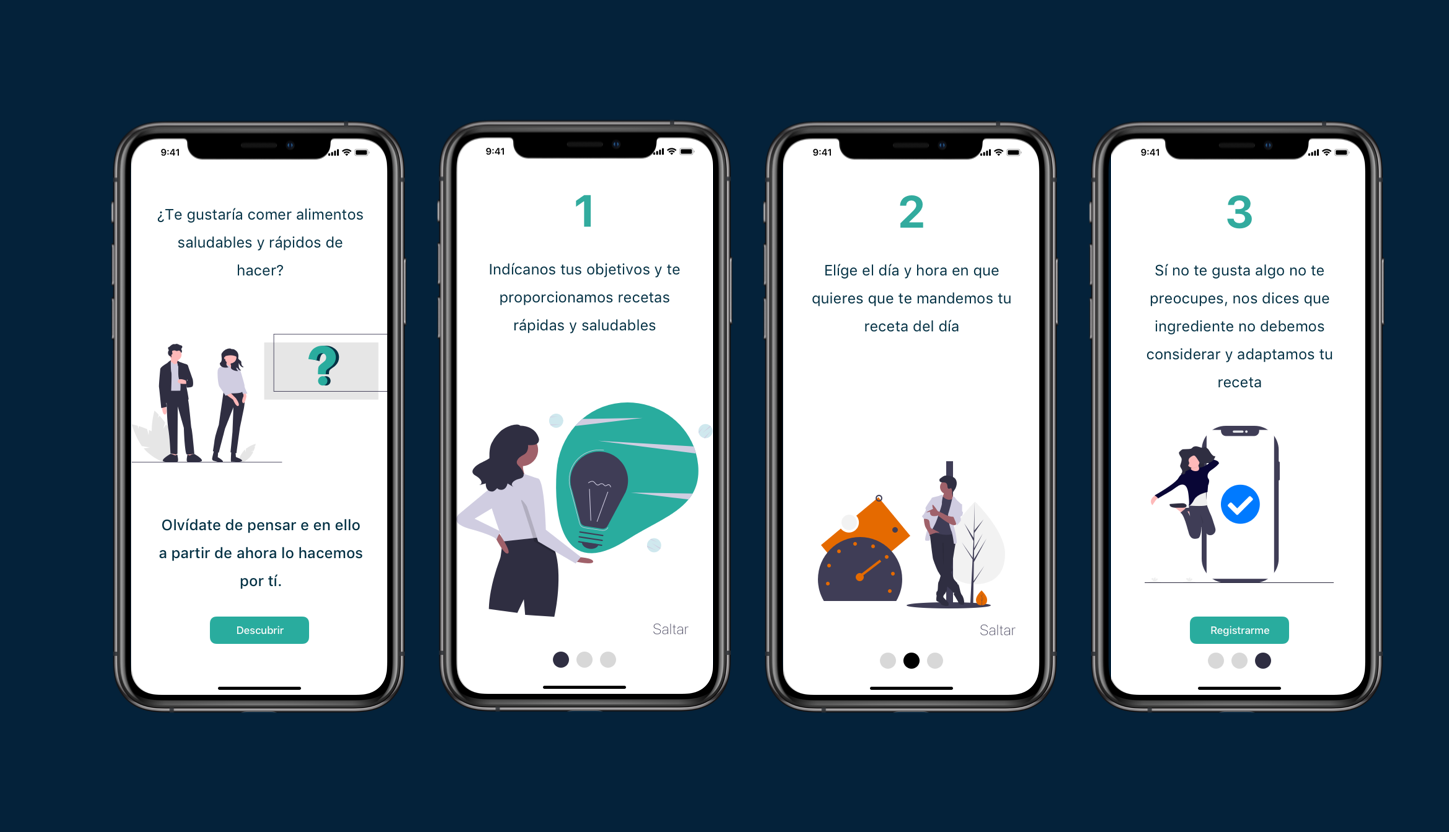 9:41
¿Te gustaría comer alimentos
saludables y rápidos de
hacer?
?
Olvídate de pensar e en ello
a partir de ahora lo hacemos
por tí.
Descubrir
9:41
1
Indícanos tus objetivos y te
proporcionamos recetas
rápidas y saludables
Saltar
9:41
2
Elíge el día y hora en que
quieres que te mandemos tu
receta del día
Saltar
9:41
3
Sí no te gusta algo no te
preocupes, nos dices que
ingrediente no debemos
considerar y adaptamos tu
receta
Registrarme